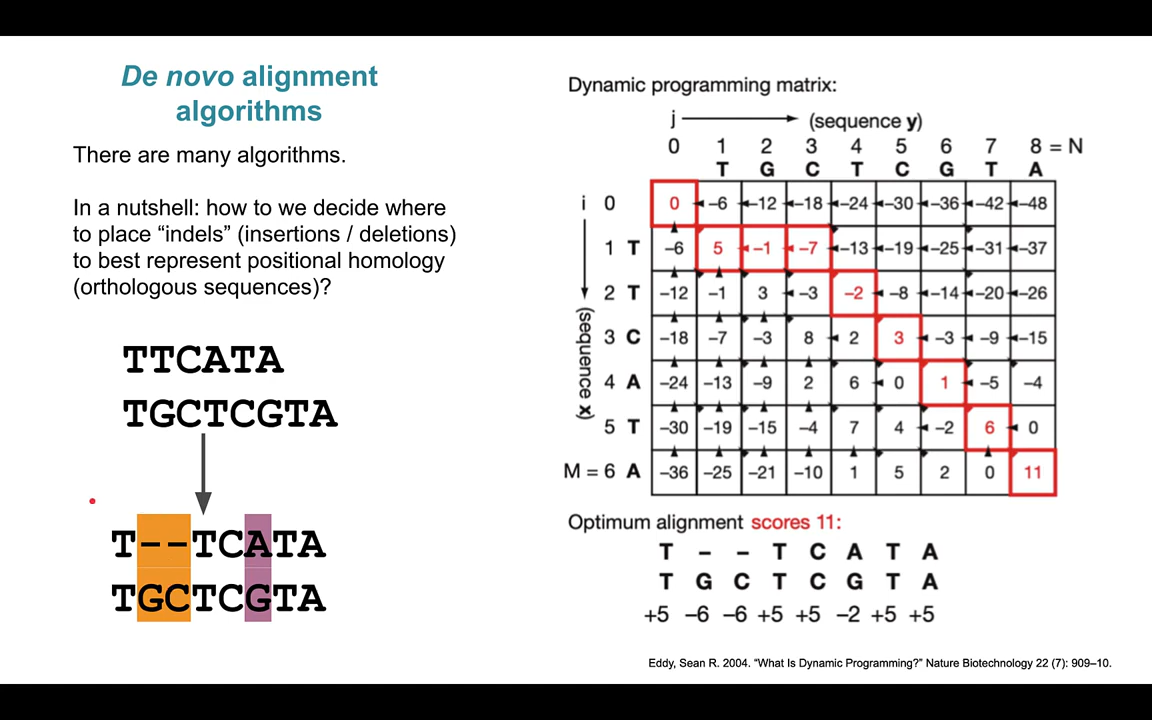 De novo alignment
algorithms
There are many algorithms.
In a nutshell: how to we decide where
to place “indels” (insertions / deletions)
to best represent positional homology
(orthologous sequences)?
TTCATA
TGCTCGTA
T--TCATA
TGCTCGTA
Dynamic programming matrix:
j (sequence y)
0 1 2 3 4 5 6 7 8 = N
T G C T C G T A
i 0 0 −6 −12 −18 −24 −30 −36 −42 −48
1 T −6 5 −1 −7 −13 −19 −25 −31 −37
2 T −12 −1 3 −3 −2 −8 −14 −20 −26
3 C −18 −7 −3 8 2 3 −3 −9 −15
4 A −24 −13 −9 2 6 0 1 −5 −4
5 T −30 −19 −15 −4 7 4 −2 6 0
M = 6 A −36 −25 −21 −10 1 5 2 0 11
(sequence x)
Optimum alignment scores 11:
T – – T C A T A
T G C T C G T A
+5 −6 −6 +5 +5 −2 +5 +5
Eddy, Sean R. 2004. “What Is Dynamic Programming?” Nature Biotechnology 22 (7): 909–10.